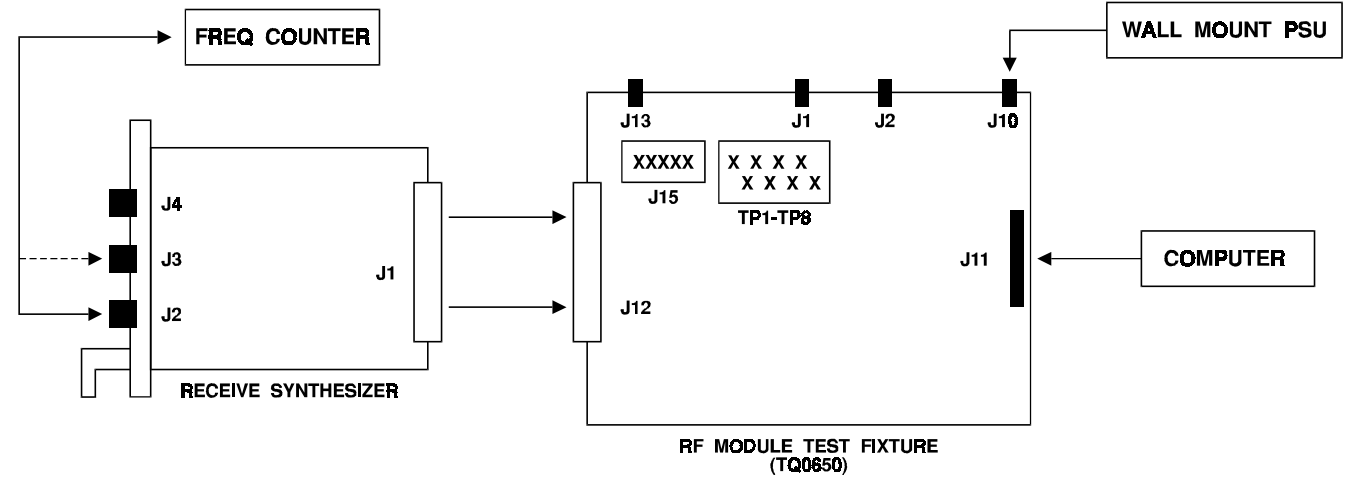 FREQ COUNTER
WALL MOUNT PSU
J13
J1
J2
J10
XXXXX
J15
X X X X
X X X X
TP1-TP8
J4
J3
J2
J1
J12
J11
COMPUTER
RECEIVE SYNTHESIZER
RF MODULE TEST FIXTURE
(TQ0650)